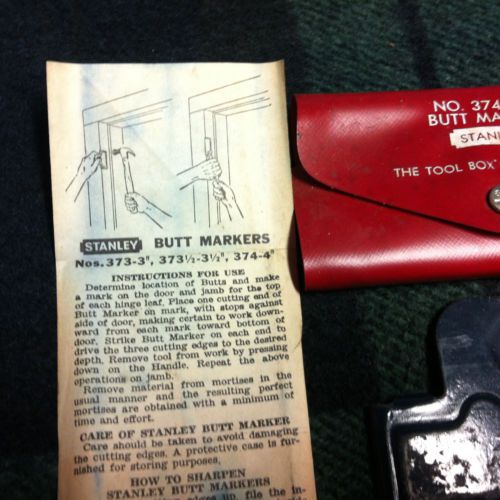 STANLEY BUTT MARKERS
Nos. 373-3", 373½-3½", 374-4"
INSTRUCTIONS FOR USE
Determine location of Butts and make
a mark on the door and jamb for the top
of each hinge leaf. Place one cutting end of
Butt Marker on mark, with stops against
side of door, making certain to work down-
ward from each mark toward bottom of
door. Strike Butt Marker on each end to
drive the three cutting edges to the desired
depth. Remove tool from work by pressing
down on the Handle. Repeat the above
operations on jamb.
Remove material from mortises in the
usual manner and the resulting perfect
mortises are obtained with a minimum of
time and effort.
CARE OF STANLEY BUTT MARKER
Care should be taken to avoid damaging
the cutting edges. A protective case is fur-
nished for storing purposes.
HOW TO SHARPEN
STANLEY BUTT MARKERS
up, file the in-
NO. 374
BUTT MA
STANL
THE TOOL BOX